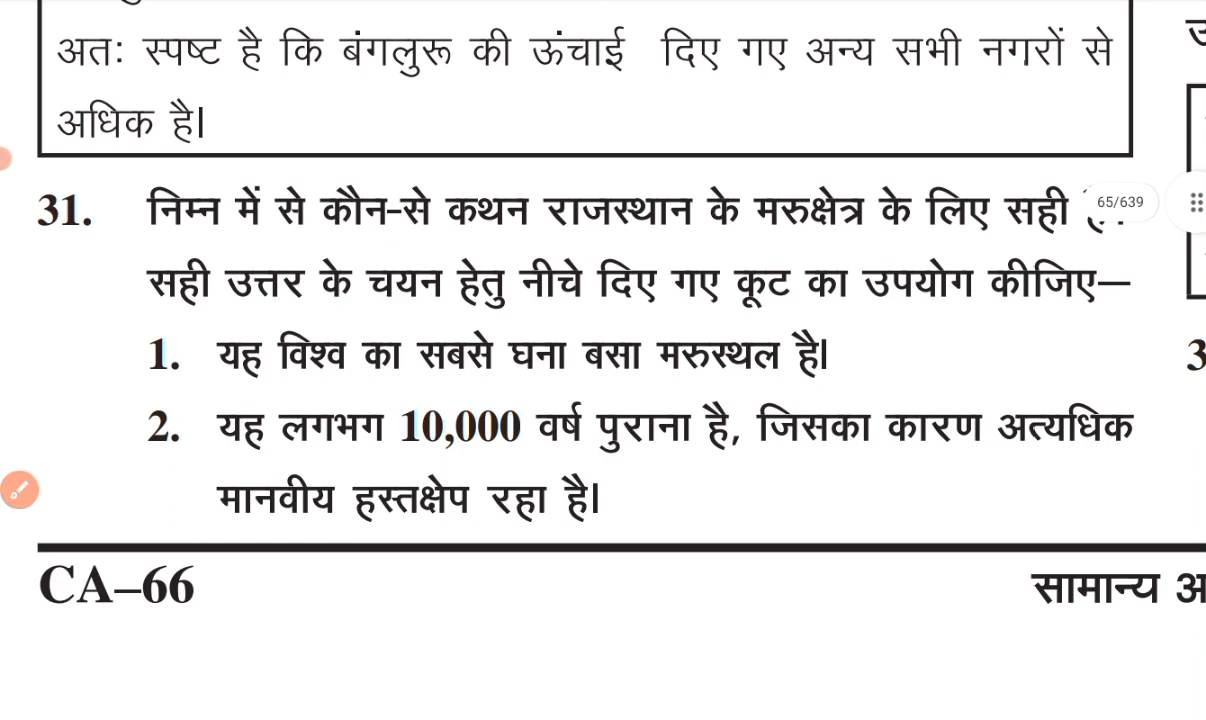 अतः स्पष्ट है कि बंगलुरू की ऊंचाई दिए गए अन्य सभी नगरों से
अधिक है।
31. निम्न में से कौन-से कथन राजस्थान के मरुक्षेत्र के लिए सही
65/639
सही उत्तर के चयन हेतु नीचे दिए गए कूट का उपयोग कीजिए—
1. यह विश्व का सबसे घना बसा मरुस्थल है।
3
2. यह लगभग 10,000 वर्ष पुराना है, जिसका कारण अत्यधिक
मानवीय हस्तक्षेप रहा है।
CA–66
सामान्य